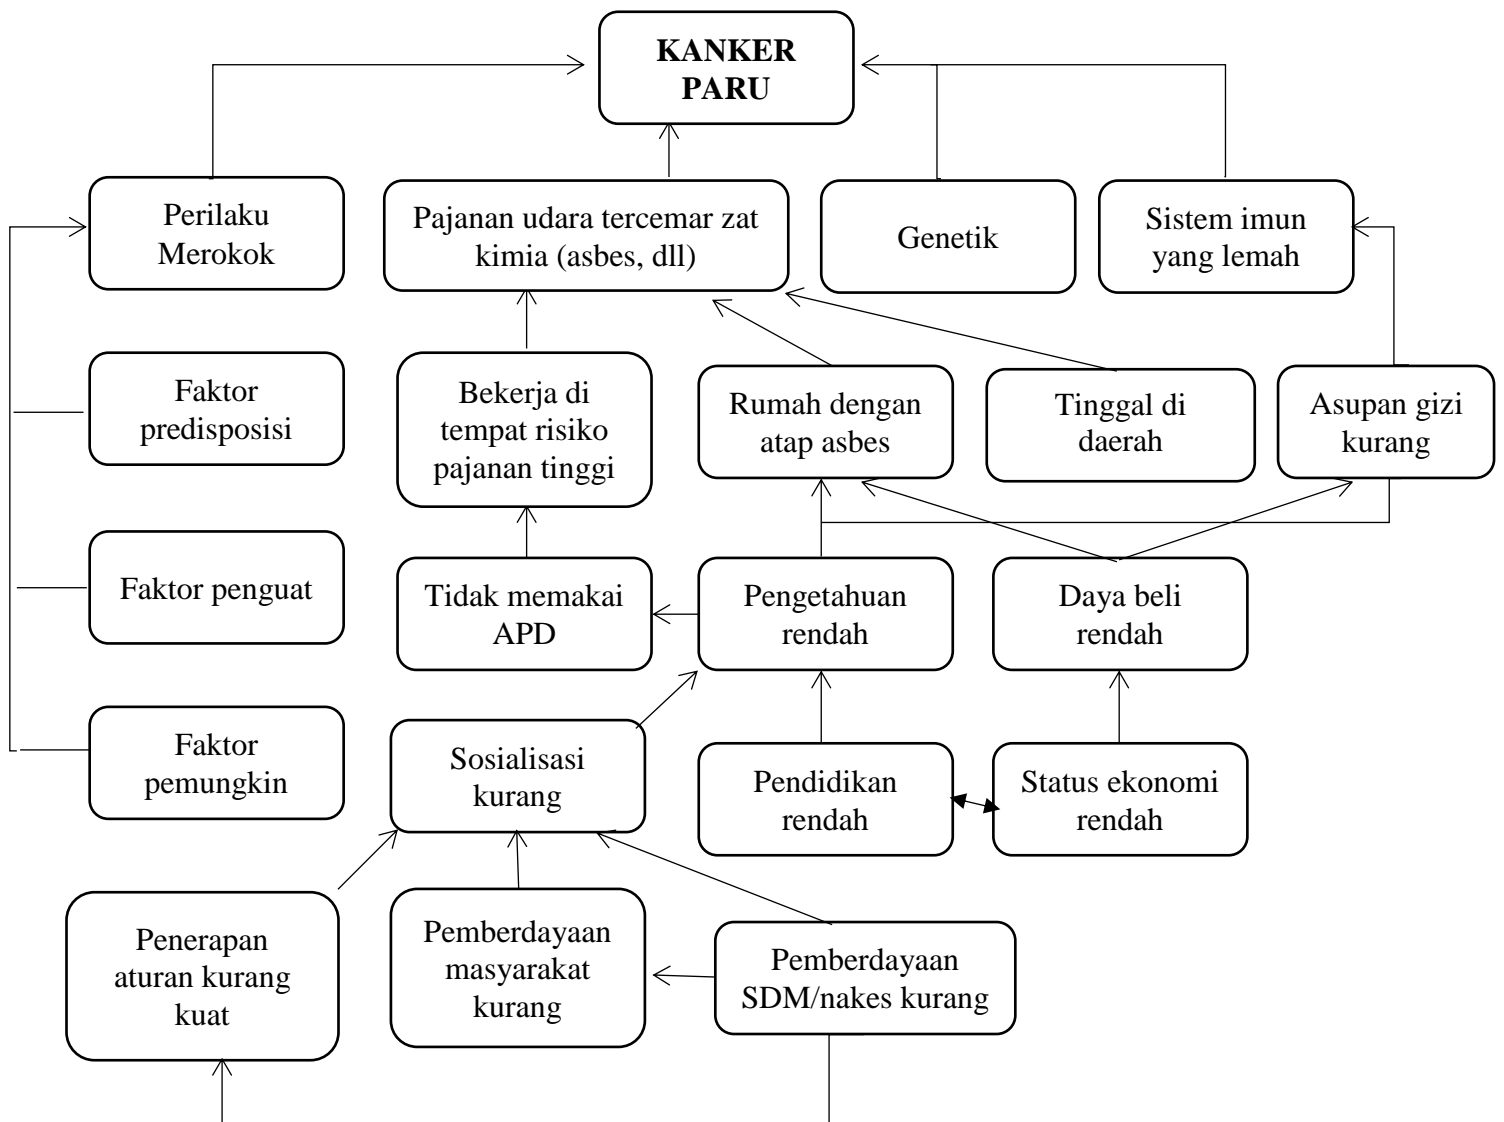 KANKER
PARU
Perilaku
Merokok
Pajanan udara tercemar zat
kimia (asbes, dll)
Genetik
Sistem imun
yang lemah
Faktor
predisposisi
Bekerja di
tempat risiko
pajanan tinggi
Rumah dengan
atap asbes
Tinggal di
daerah
Asupan gizi
kurang
Faktor penguat
Tidak memakai
APD
Pengetahuan
rendah
Daya beli
rendah
Faktor
pemungkin
Sosialisasi
kurang
Pendidikan
rendah
Status ekonomi
rendah
Penerapan
aturan kurang
kuat
Pemberdayaan
masyarakat
kurang
Pemberdayaan
SDM/nakes kurang